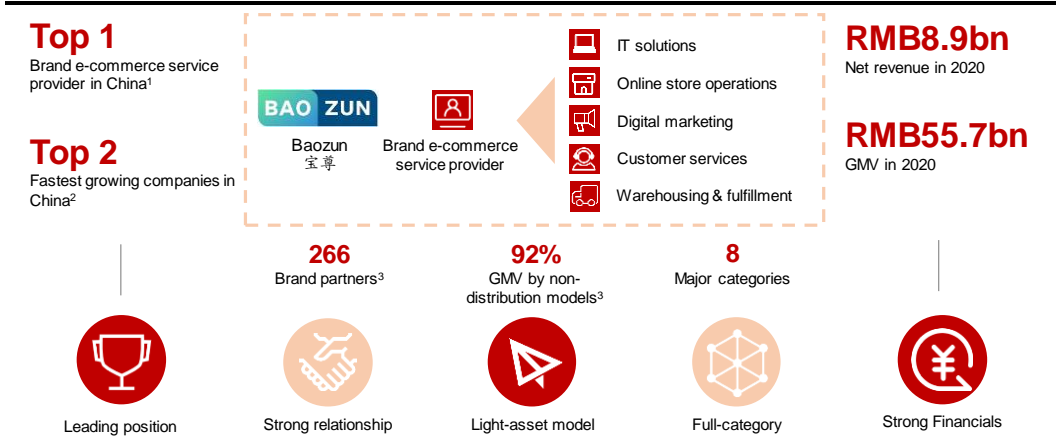 Top 1
Brand e-commerce service
provider in China¹
Top 2
Fastest growing companies in
China²
BAO ZUN
Baozun
宝尊
Brand e-commerce
service provider
IT solutions
Online store operations
Digital marketing
Customer services
Warehousing & fulfillment
RMB8.9bn
Net revenue in 2020
RMB55.7bn
GMV in 2020
266
Brand partners³
92%
GMV by non-
distribution models³
8
Major categories
¥
Leading position
Strong relationship
Light-asset model
Full-category
Strong Financials